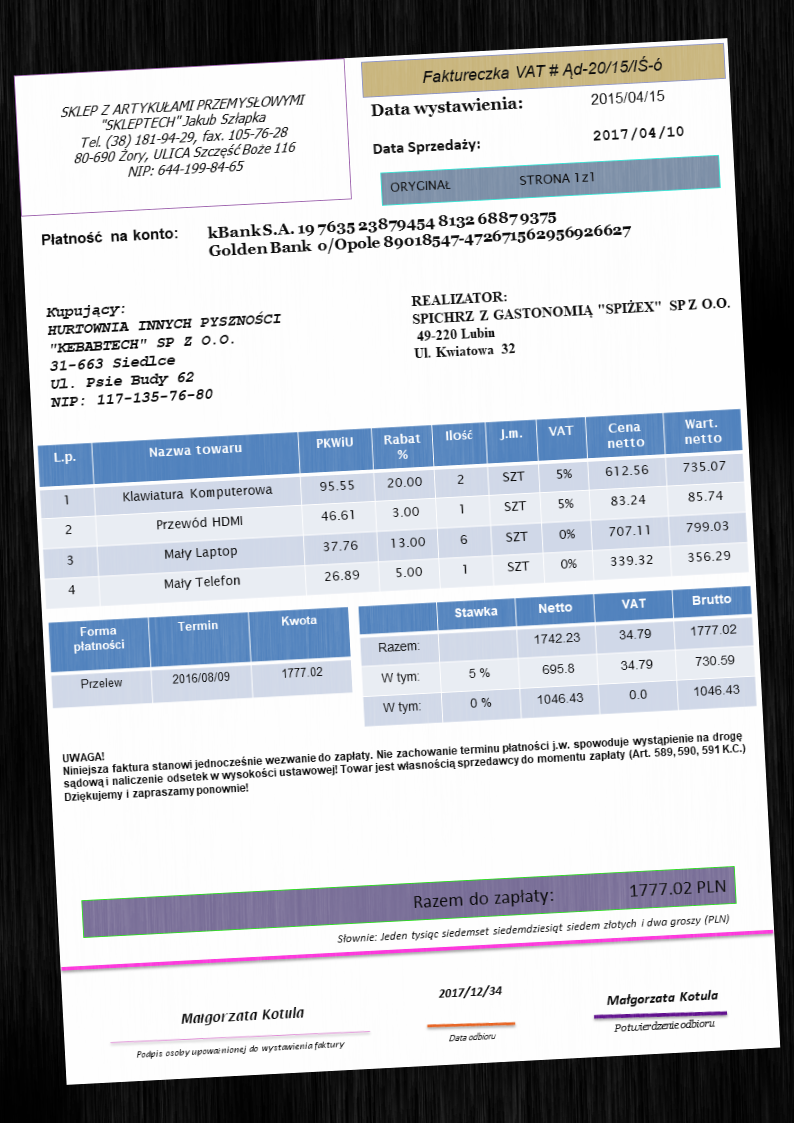 SKLEP Z ARTYKUŁAMI PRZEMYSŁOWYMI
"SKLEPTECH" Jakub Szłapka
Tel. (38) 181-94-29, fax. 105-76-28
80-690 Żory, ULICA Szczęść Boże 116
NIP: 644-199-84-65
Faktureczka VAT # Ąd-20/15/IŚ-ó
Data wystawienia: 2015/04/15
Data Sprzedaży: 2017/04/10
ORYGINAŁ STRONA 1 z 1
Płatność na konto: kBank S.A. 19 7635 23879454 8132 6887 9375
Golden Bank o/Opole 89018547-472671562956926627
Kupujący:
HURTOWNIA INNYCH PYSZNOŚCI
"KEBABTECH" SP Z O.O.
31-663 Siedlce
Ul. Psie Budy 62
NIP: 117-135-76-80
REALIZATOR:
SPICHRZ Z GASTONOMIĄ "SPIŻEX" SP Z O.O.
49-220 Lubin
Ul. Kwiatowa 32
L.p. Nazwa towaru PKWiU Rabat % Ilość J.m. VAT Cena netto Wart. netto
1 Klawiatura Komputerowa 95.55 20.00 2 SZT 5% 612.56 735.07
2 Przewód HDMI 46.61 3.00 1 SZT 5% 83.24 85.74
3 Mały Laptop 37.76 13.00 6 SZT 0% 707.11 799.03
4 Mały Telefon 26.89 5.00 1 SZT 0% 339.32 356.29
Forma płatności Termin Kwota
Przelew 2016/08/09 1777.02
Stawka Netto VAT Brutto
Razem: 1742.23 34.79 1777.02
W tym: 5 % 695.8 34.79 730.59
W tym: 0 % 1046.43 0.0 1046.43
UWAGA!
Niniejsza faktura stanowi jednocześnie wezwanie do zapłaty. Nie zachowanie terminu płatności j.w. spowoduje wystąpienie na drogę
sądową i naliczenie odsetek w wysokości ustawowej! Towar jest własnością sprzedawcy do momentu zapłaty (Art. 589, 590, 591 K.C.)
Dziękujemy i zapraszamy ponownie!
Razem do zapłaty: 1777.02 PLN
Słownie: Jeden tysiąc siedemset siedemdziesiąt siedem złotych i dwa groszy (PLN)
Małgorzata Kotula
Podpis osoby upoważnionej do wystawienia faktury
2017/12/34
Data odbioru
Małgorzata Kotula
Potwierdzenie odbioru